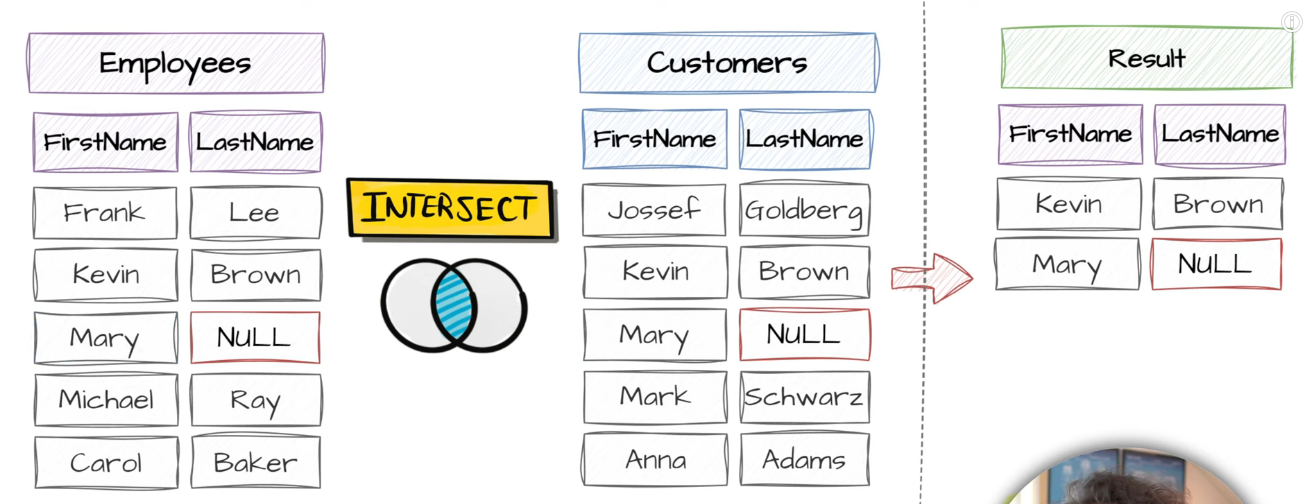 Employees
FirstName LastName
Frank Lee
Kevin Brown
Mary NULL
Michael Ray
Carol Baker
INTERSECT
Customers
FirstName LastName
Jossef Goldberg
Kevin Brown
Mary NULL
Mark Schwarz
Anna Adams
Result
FirstName LastName
Kevin Brown
Mary NULL